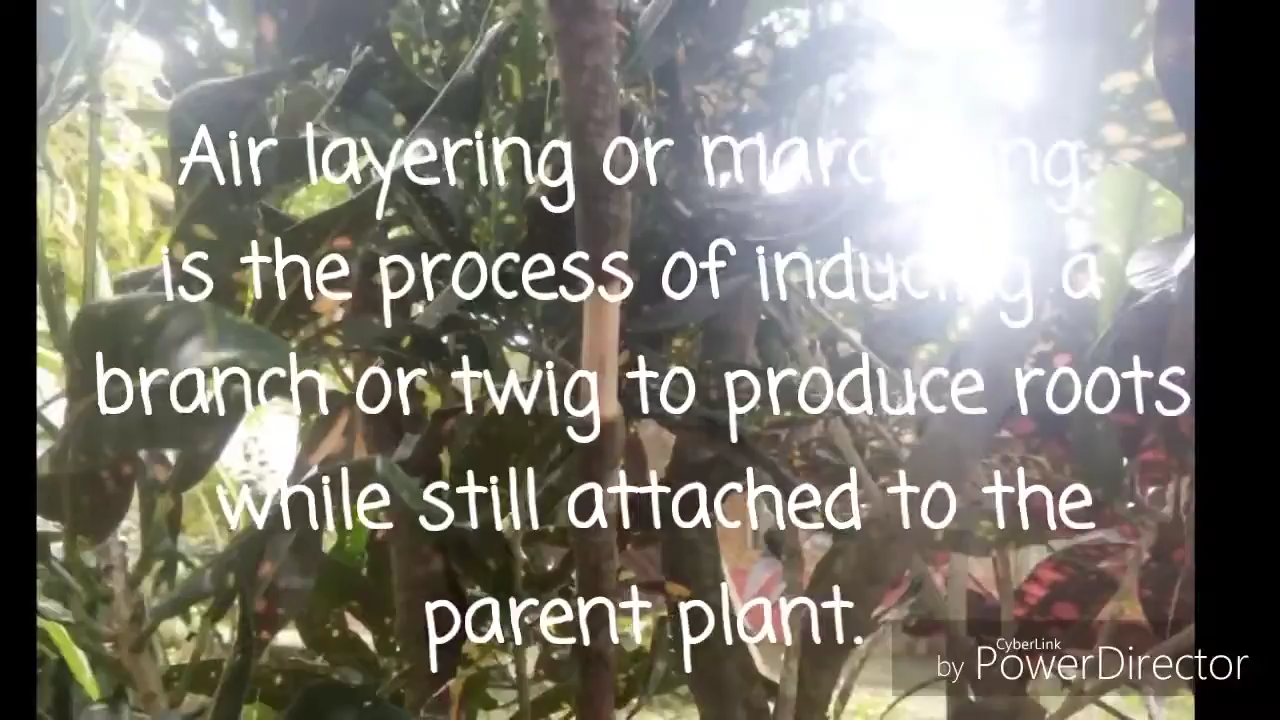 Air layering or
is the process of inducing a
branch or twig to produce roots
while still attached to the
parent plant.
CyberLink
by PowerDirector